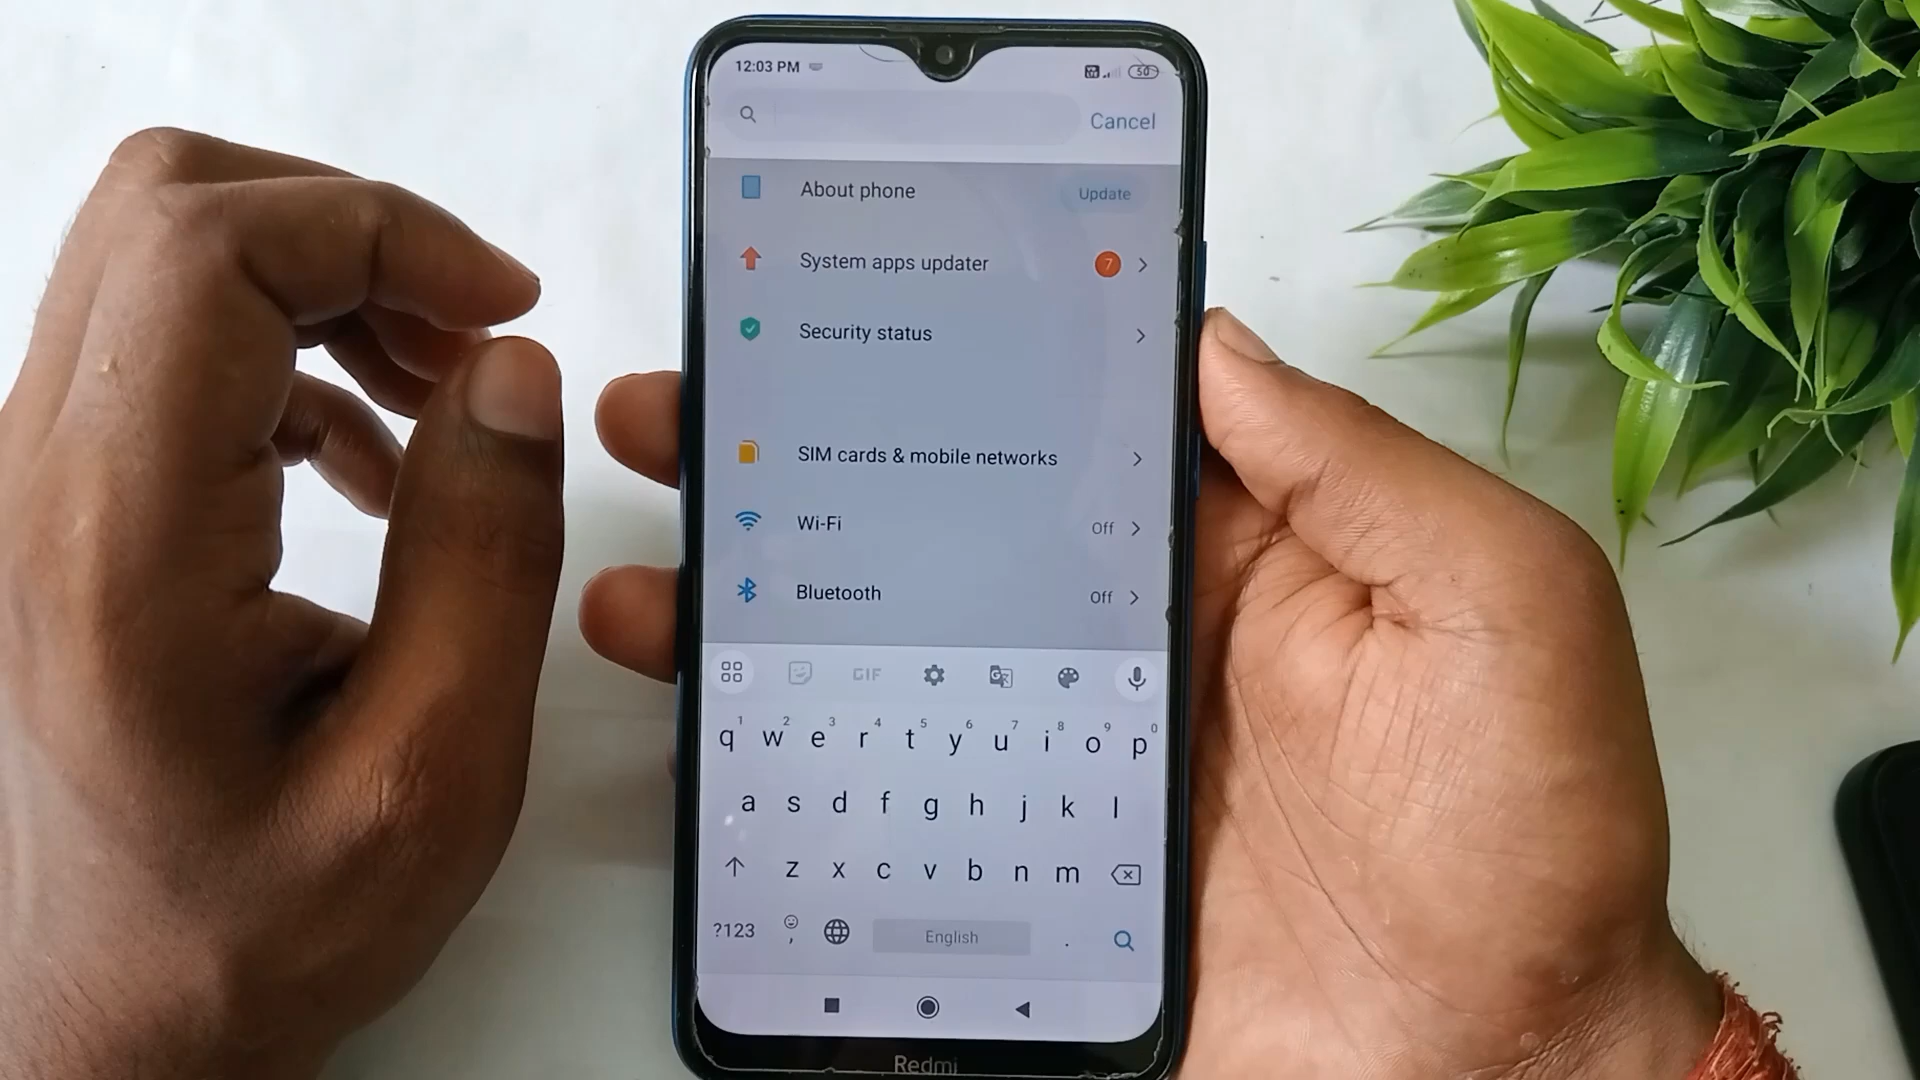 12:03 PM
50
Cancel
About phone Update
System apps updater 7
Security status
SIM cards & mobile networks
Wi-Fi Off
Bluetooth Off
GIF
1 2 3 4 5 6 7 8 9 0
q w e r t y u i o p
a s d f g h j k l
z x c v b n m
?123 , English .
Redmi